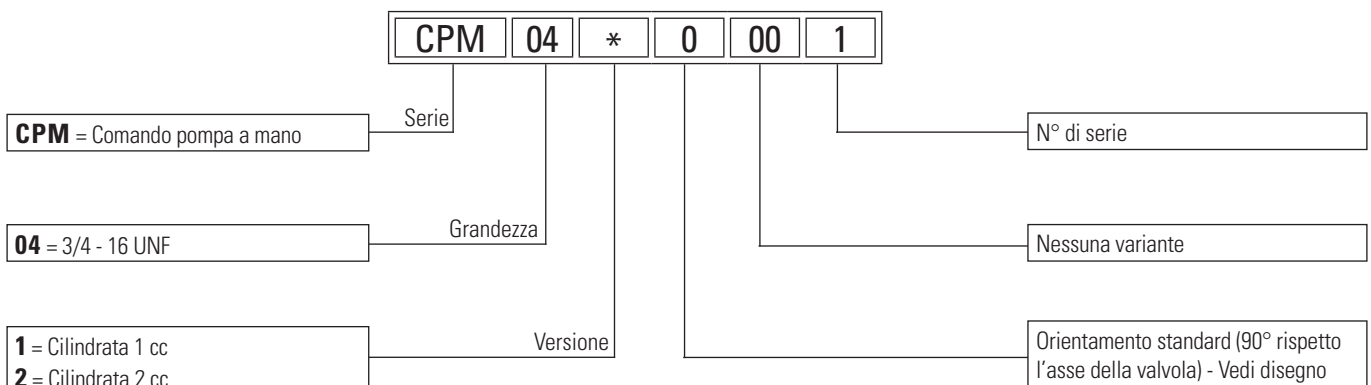 CPM 04 * 0 00 1
Serie
CPM = Comando pompa a mano
N° di serie
Grandezza
04 = 3/4 - 16 UNF
Nessuna variante
Versione
1 = Cilindrata 1 cc
2 = Cilindrata 2 cc
Orientamento standard (90° rispetto
l'asse della valvola) - Vedi disegno